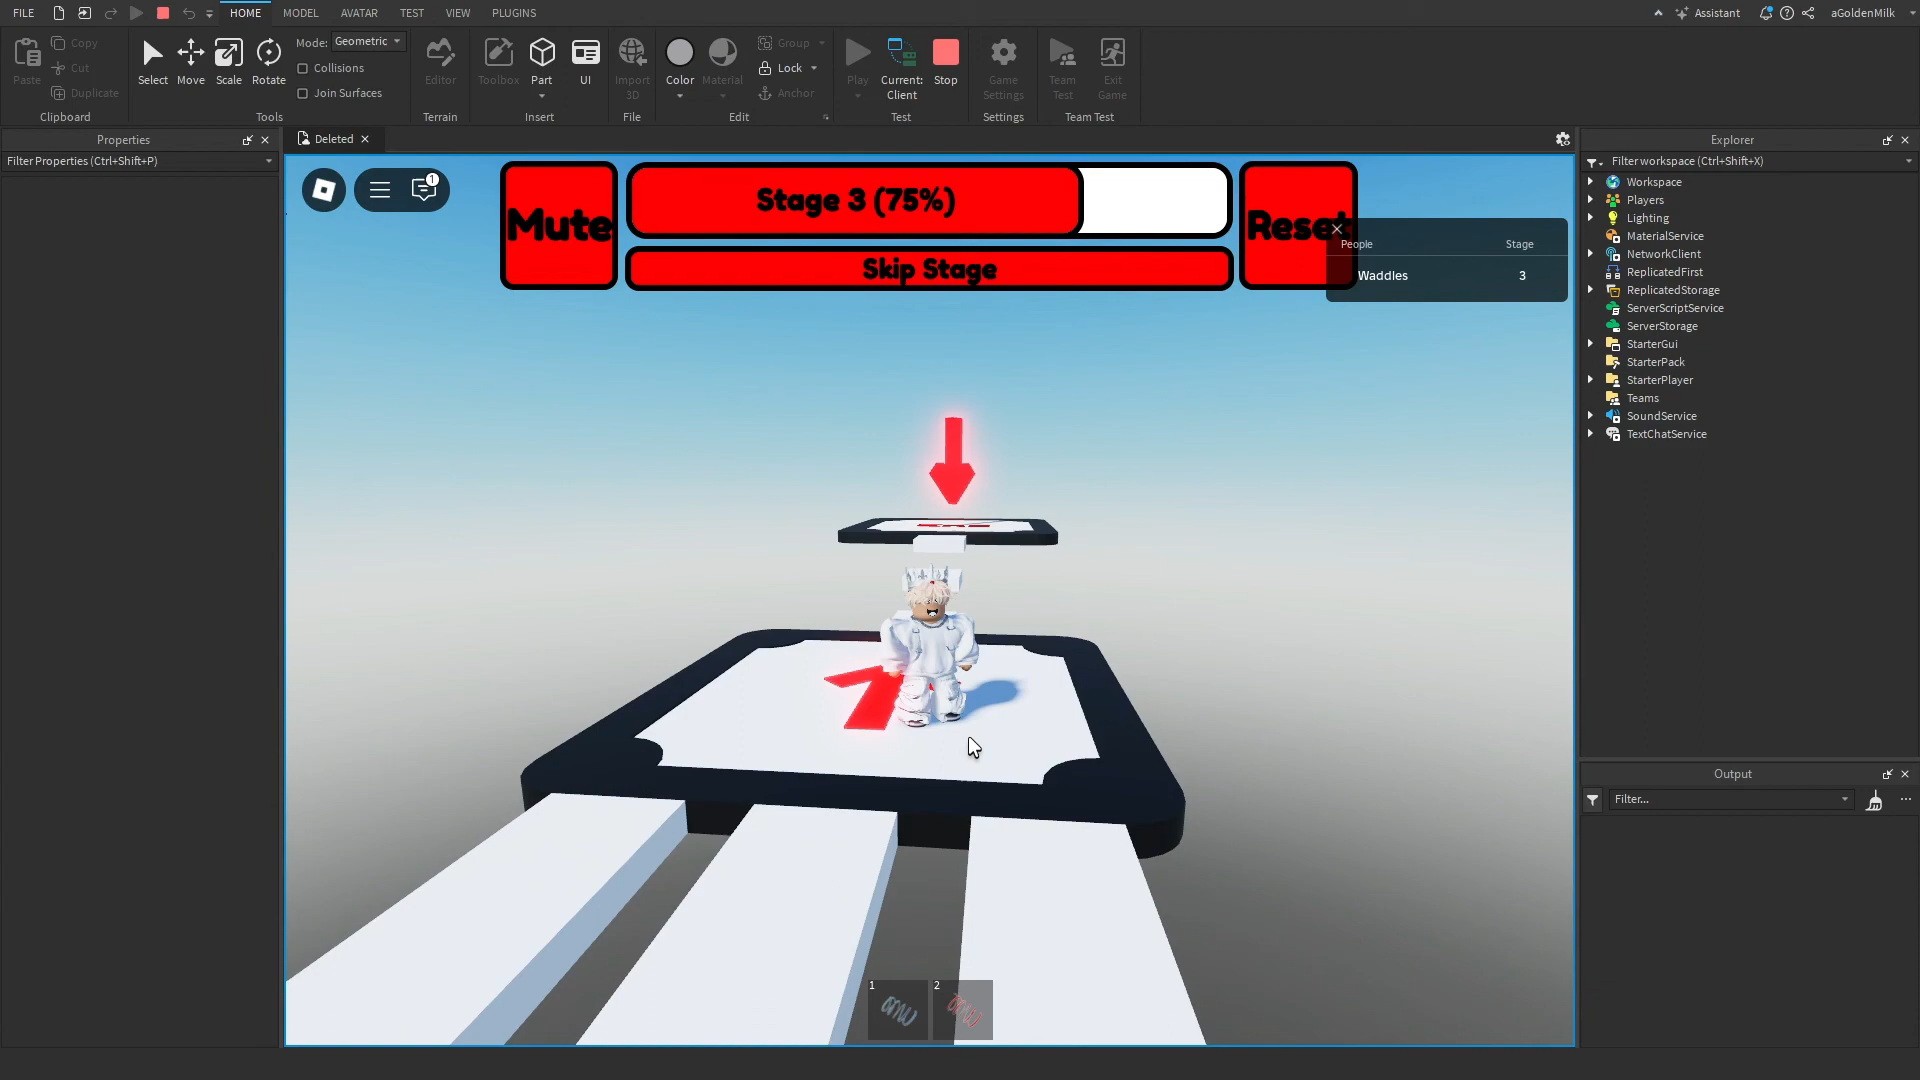 FILE HOME MODEL AVATAR TEST VIEW PLUGINS Assistant aGoldenMilk
Paste Copy Cut Duplicate
Clipboard
Select Move Scale Rotate Mode: Geometric
Collisions
Join Surfaces
Tools
Editor
Terrain
Toolbox Part UI
Insert
Import 3D
File
Color Material Group
Lock
Anchor
Edit
Play Current: Client Stop
Test
Game Settings
Settings
Team Test Exit Game
Team Test
Properties
Filter Properties (Ctrl+Shift+P)
Deleted
1
Mute
Stage 3 (75%)
Skip Stage
Reset
People Stage
Waddles 3
1 2
Explorer
Filter workspace (Ctrl+Shift+X)
Workspace
Players
Lighting
MaterialService
NetworkClient
ReplicatedFirst
ReplicatedStorage
ServerScriptService
ServerStorage
StarterGui
StarterPack
StarterPlayer
Teams
SoundService
TextChatService
Output
Filter...